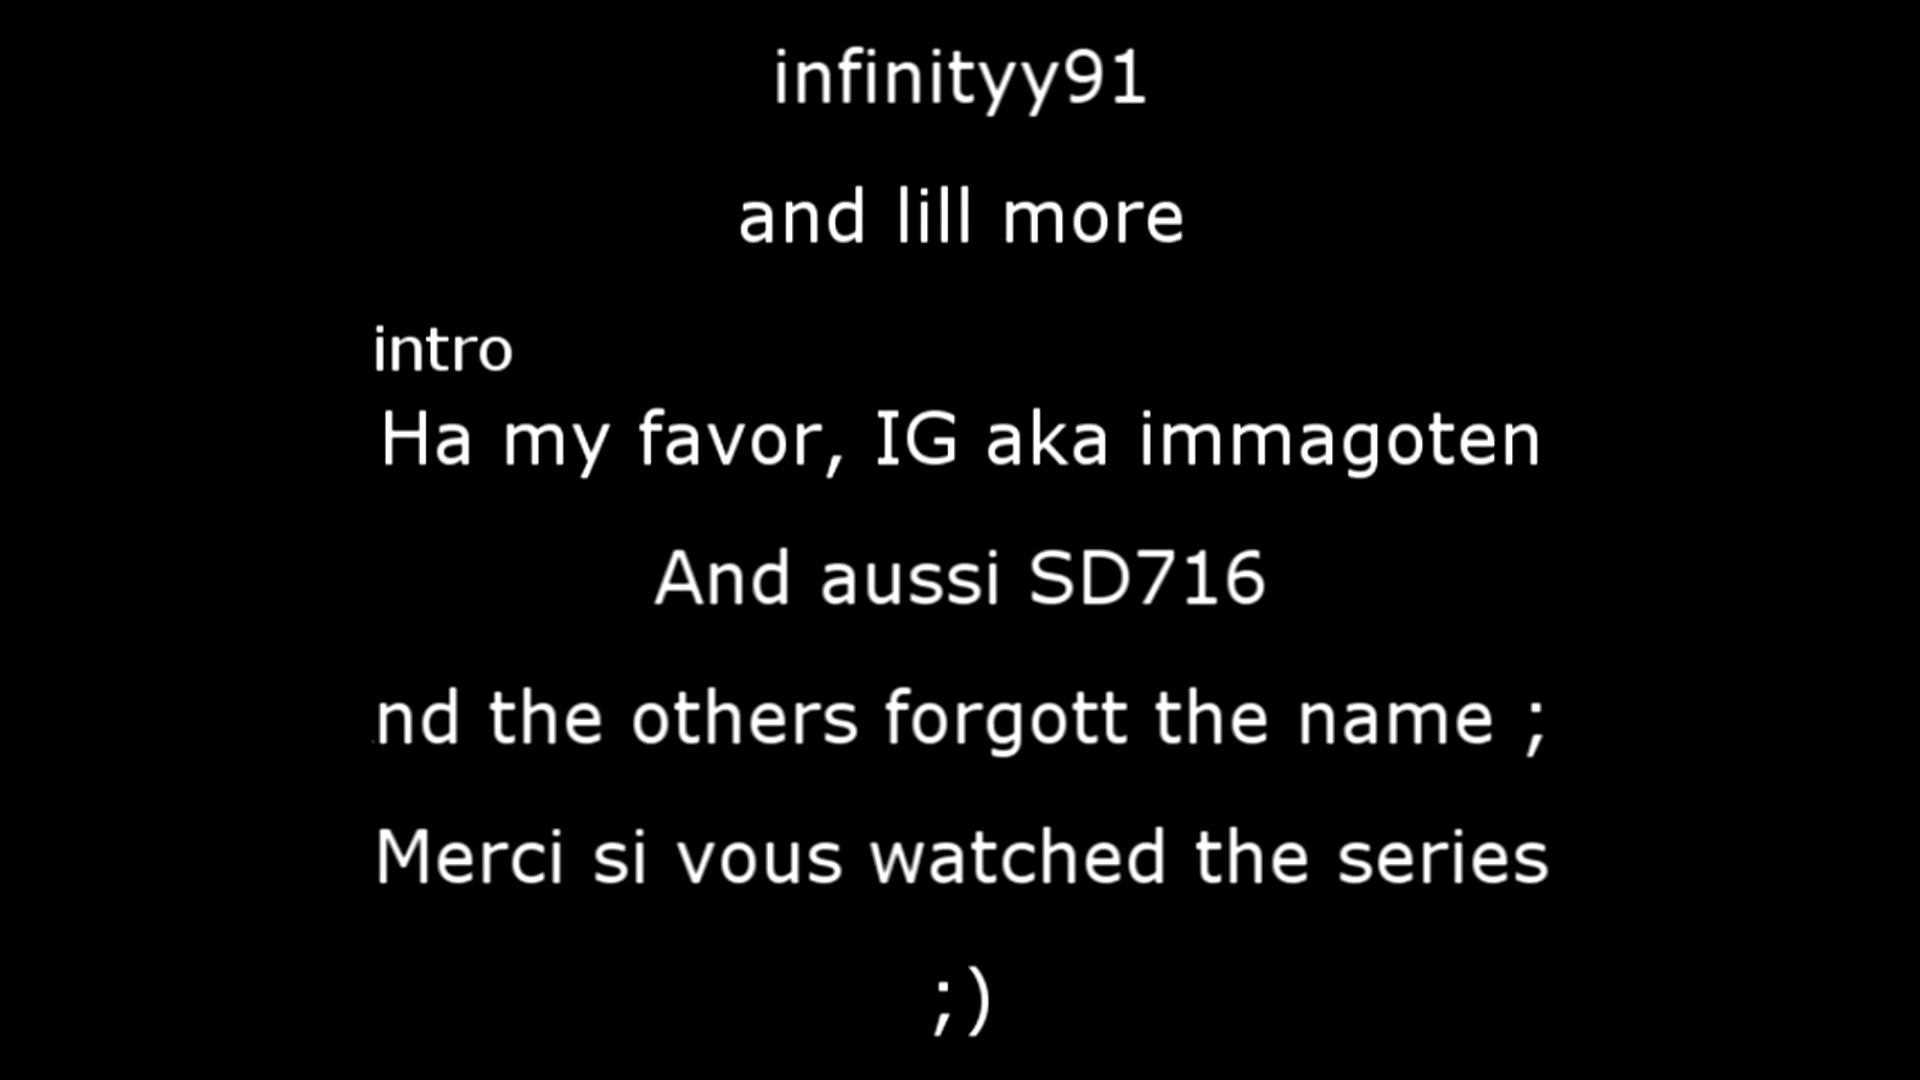 infinityy91
and lill more
intro
Ha my favor, IG aka immagoten
And aussi SD716
nd the others forgott the name ;
Merci si vous watched the series
;)